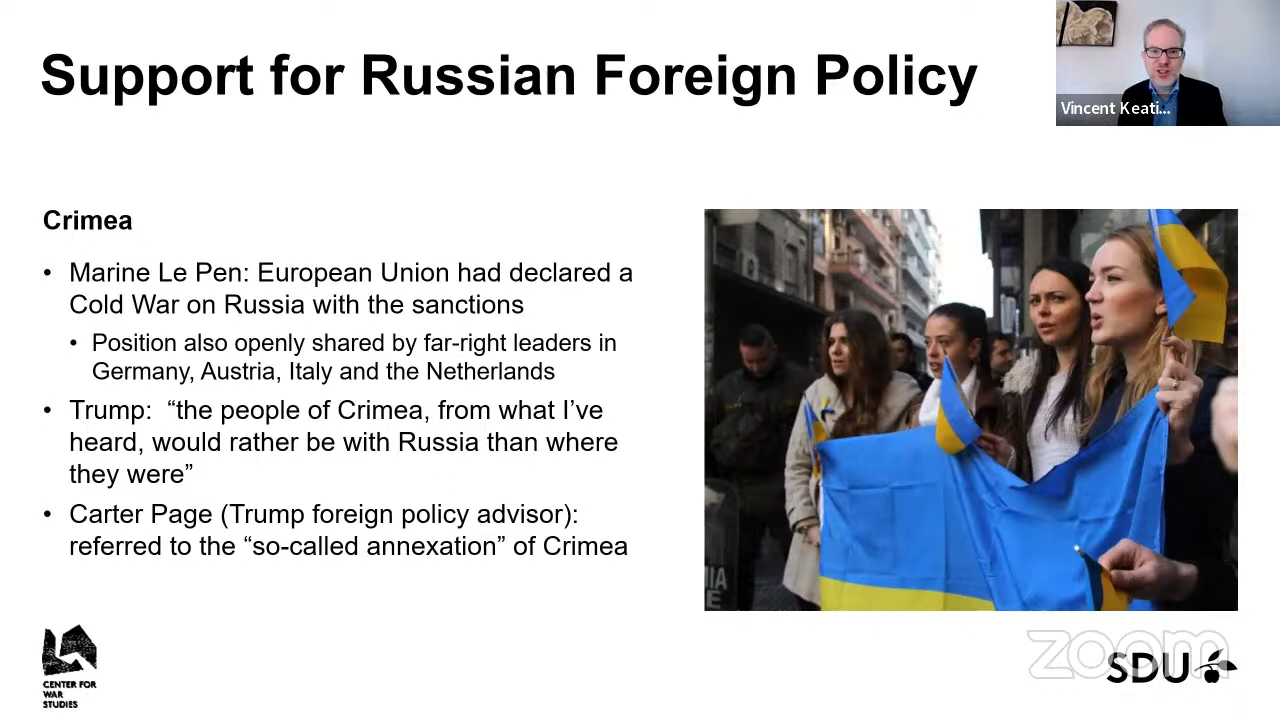 Support for Russian Foreign Policy
Vincent Keati...
Crimea
• Marine Le Pen: European Union had declared a
Cold War on Russia with the sanctions
• Position also openly shared by far-right leaders in
Germany, Austria, Italy and the Netherlands
• Trump:  “the people of Crimea, from what I’ve
heard, would rather be with Russia than where
they were”
• Carter Page (Trump foreign policy advisor):
referred to the “so-called annexation” of Crimea
CENTER FOR
WAR
STUDIES
zoom
SDU